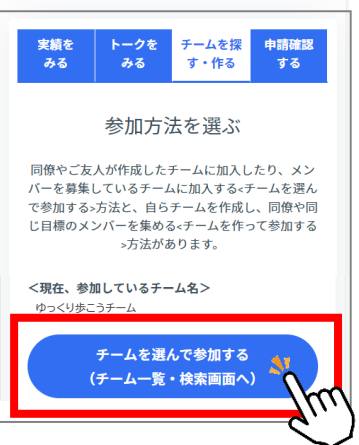 実績を
みる
トークを
みる
チームを探
す・作る
申請確認
する
参加方法を選ぶ
同僚やご友人が作成したチームに加入したり、メン
バーを募集しているチームに加入する<チームを選ん
で参加する>方法と、自らチームを作成し、同僚や同
じ目標のメンバーを集める<チームを作って参加する
>方法があります。
<現在、参加しているチーム名>
ゆっくり歩こうチーム
チームを選んで参加する
(チーム一覧・検索画面へ)